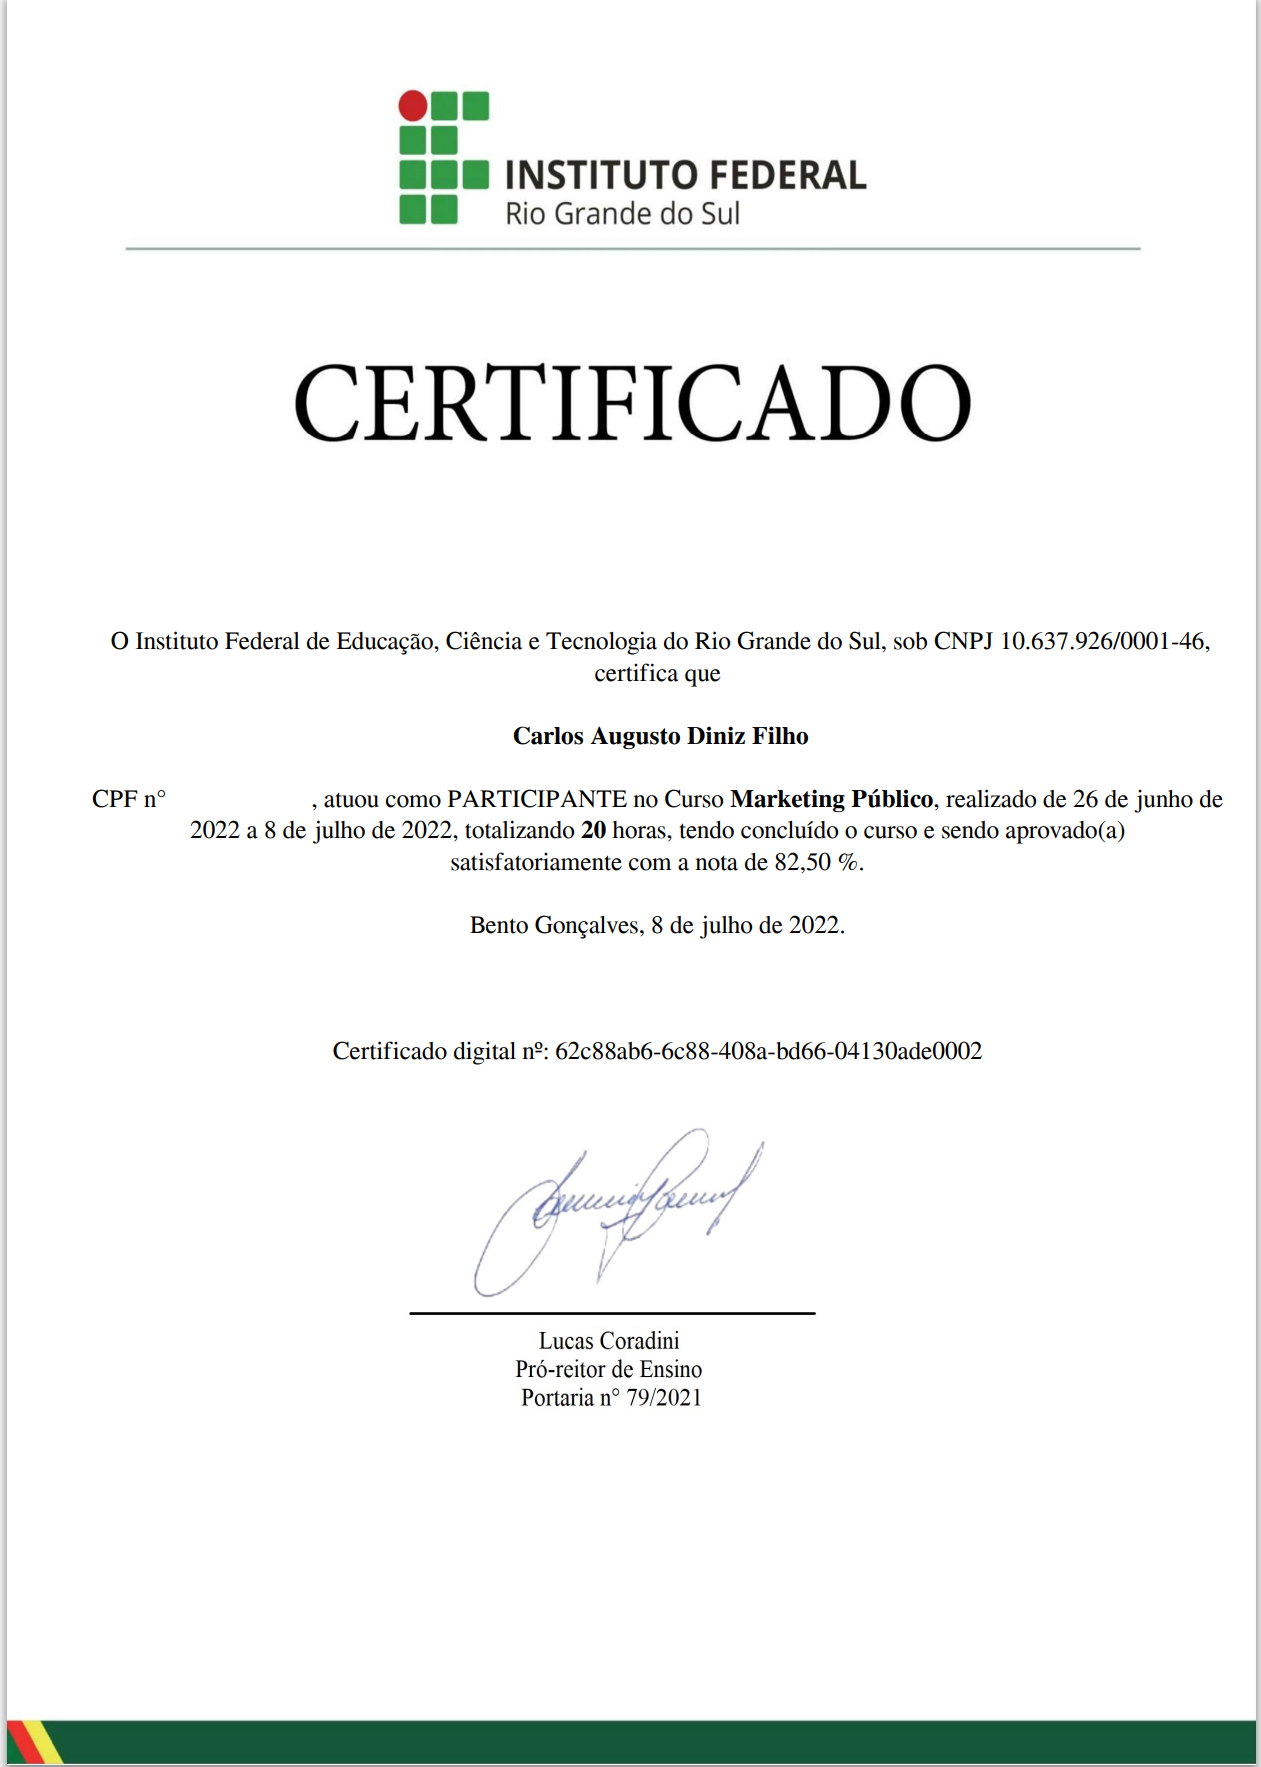 INSTITUTO FEDERAL
Rio Grande do Sul
CERTIFICADO
O Instituto Federal de Educação, Ciência e Tecnologia do Rio Grande do Sul, sob CNPJ 10.637.926/0001-46,
certifica que
Carlos Augusto Diniz Filho
CPF n° , atuou como PARTICIPANTE no Curso Marketing Público, realizado de 26 de junho de
2022 a 8 de julho de 2022, totalizando 20 horas, tendo concluído o curso e sendo aprovado(a)
satisfatoriamente com a nota de 82,50 %.
Bento Gonçalves, 8 de julho de 2022.
Certificado digital nº: 62c88ab6-6c88-408a-bd66-04130ade0002
Lucas Coradini
Pró-reitor de Ensino
Portaria n° 79/2021